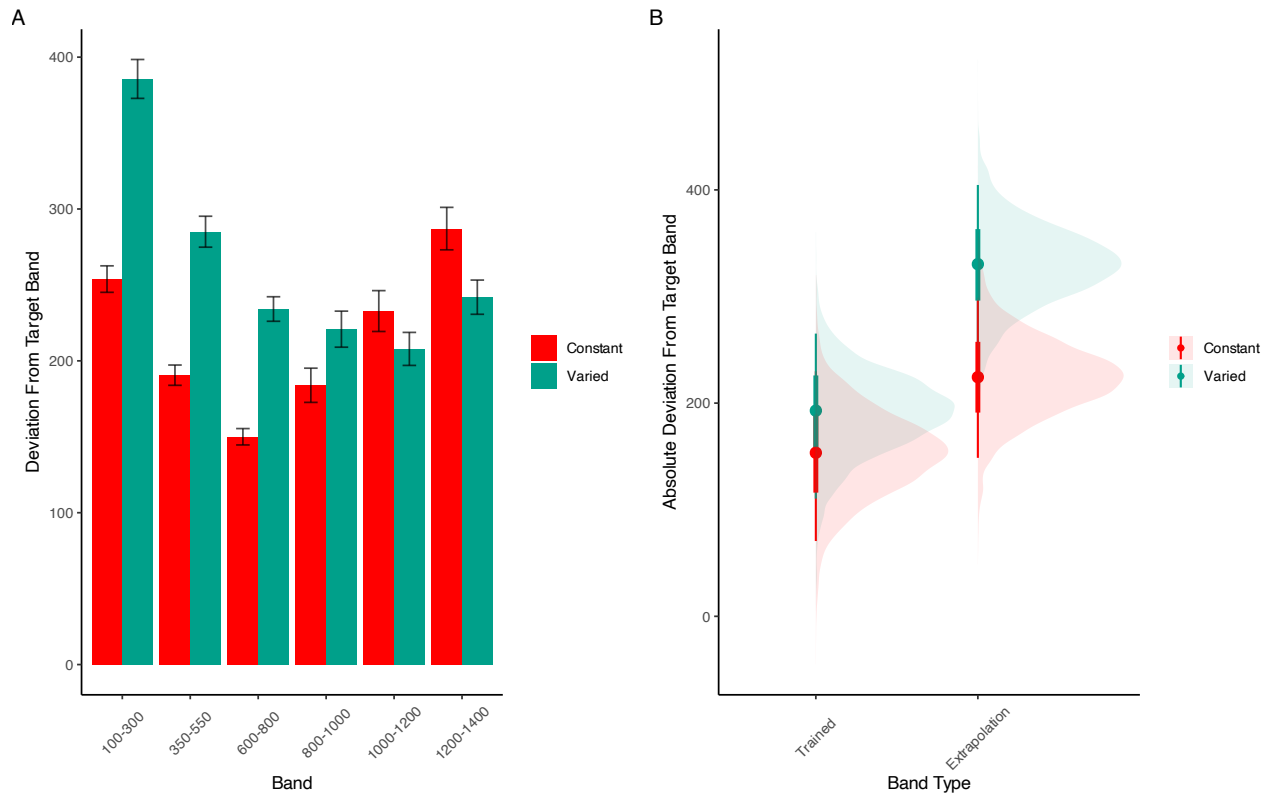 A
Deviation From Target Band
400
300
200
100
0
100-300
350-550
600-800
800-1000
1000-1200
1200-1400
Band
Constant
Varied
B
Absolute Deviation From Target Band
400
200
0
Trained
Extrapolation
Band Type
Constant
Varied